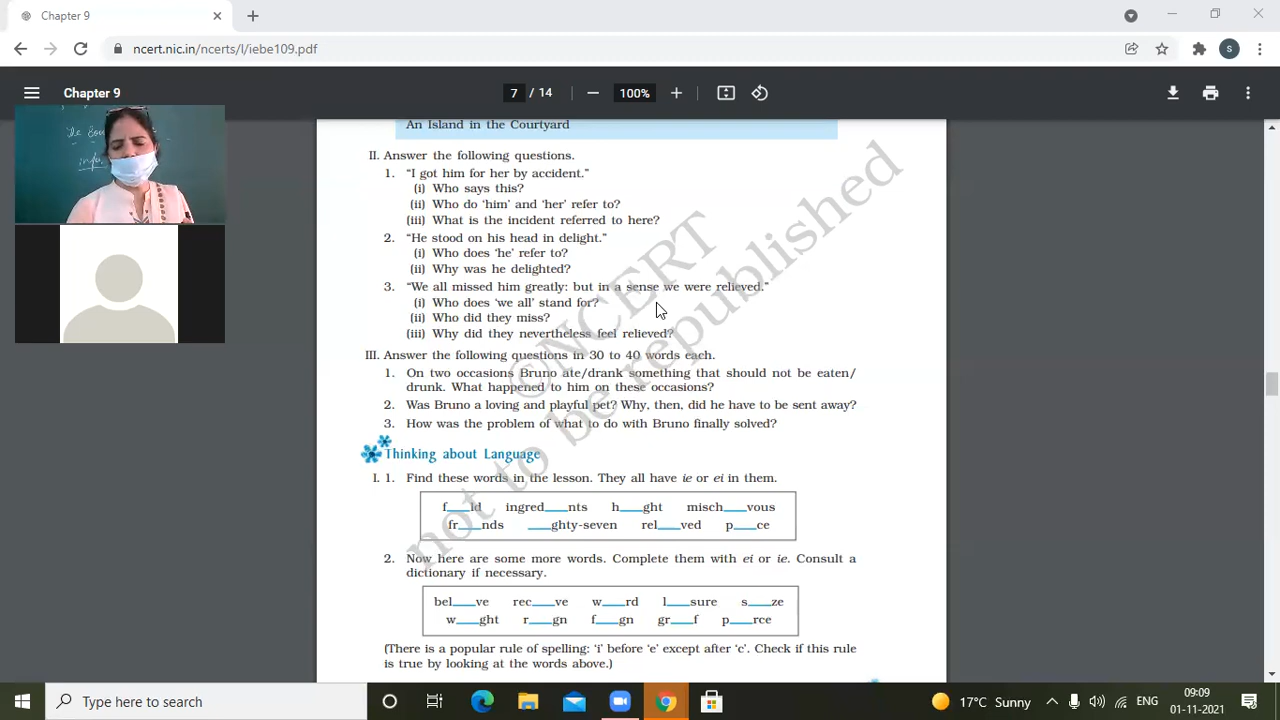 Chapter 9
ncert.nic.in/ncerts/l/iebe109.pdf
S
Chapter 9
7 / 14
100%
An Island in the Courtyard
II. Answer the following questions.
1. “I got him for her by accident.”
(i) Who says this?
(ii) Who do ‘him’ and ‘her’ refer to?
(iii) What is the incident referred to here?
2. “He stood on his head in delight.”
(i) Who does ‘he’ refer to?
(ii) Why was he delighted?
3. “We all missed him greatly: but in a sense we were relieved.”
(i) Who does ‘we all’ stand for?
(ii) Who did they miss?
(iii) Why did they nevertheless feel relieved?
III. Answer the following questions in 30 to 40 words each.
1. On two occasions Bruno ate/drank something that should not be eaten/
drunk. What happened to him on these occasions?
2. Was Bruno a loving and playful pet? Why, then, did he have to be sent away?
3. How was the problem of what to do with Bruno finally solved?
Thinking about Language
I. 1. Find these words in the lesson. They all have ie or ei in them.
f___ld ingred___nts h___ght misch___vous
fr___nds ___ghty-seven rel___ved p___ce
2. Now here are some more words. Complete them with ei or ie. Consult a
dictionary if necessary.
bel___ve rec___ve w___rd l___sure s___ze
w___ght r___gn f___gn gr___f p___rce
(There is a popular rule of spelling: ‘i’ before ‘e’ except after ‘c’. Check if this rule
is true by looking at the words above.)
©NCERT
not to be republished
Type here to search
17°C Sunny
ENG
09:09
01-11-2021